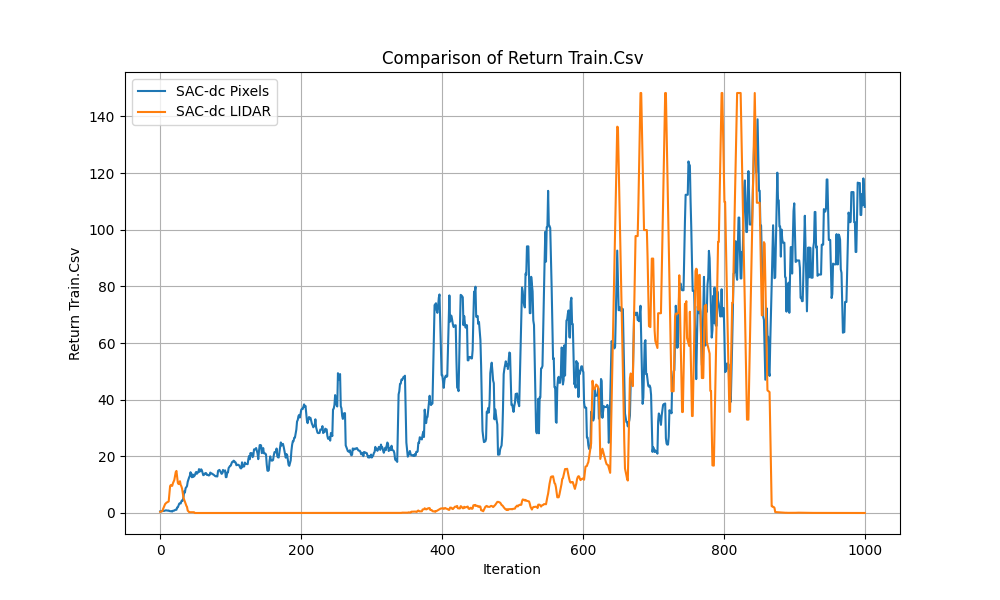 Comparison of Return Train.Csv
SAC-dc Pixels
SAC-dc LIDAR
Return Train.Csv
140
120
100
80
60
40
20
0
0 200 400 600 800 1000
Iteration